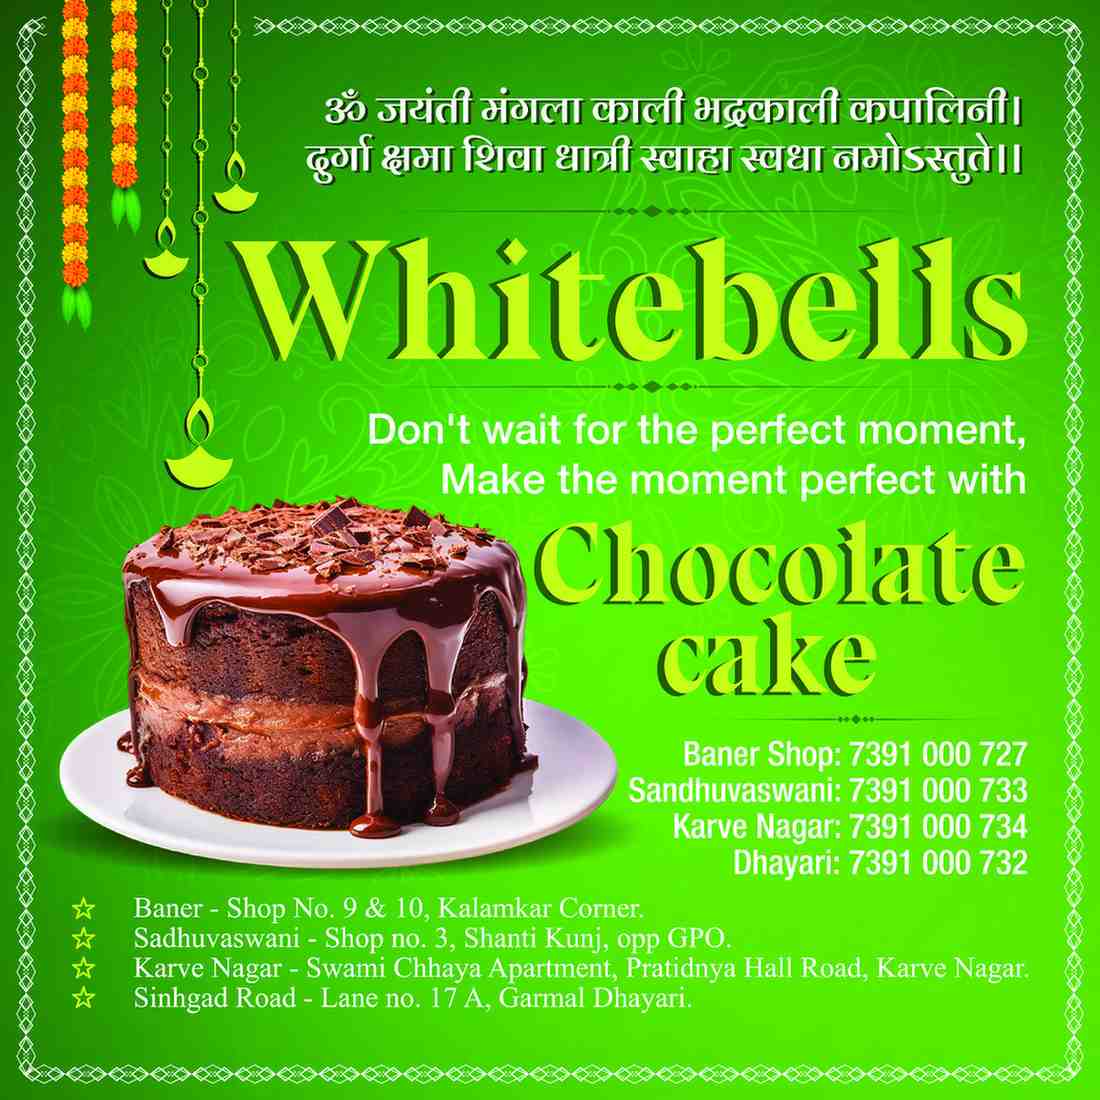 ॐ जयंती मंगला काली भद्रकाली कपालिनी।
दुर्गा क्षमा शिवा धात्री स्वाहा स्वधा नमोऽस्तुते।।
Whitebells
Don't wait for the perfect moment,
Make the moment perfect with
Chocolate
cake
Baner Shop: 7391 000 727
Sandhuvaswani: 7391 000 733
Karve Nagar: 7391 000 734
Dhayari: 7391 000 732
Baner - Shop No. 9 & 10, Kalamkar Corner.
Sadhuvaswani - Shop no. 3, Shanti Kunj, opp GPO.
Karve Nagar - Swami Chhaya Apartment, Pratidnya Hall Road, Karve Nagar.
Sinhgad Road - Lane no. 17 A, Garmal Dhayari.